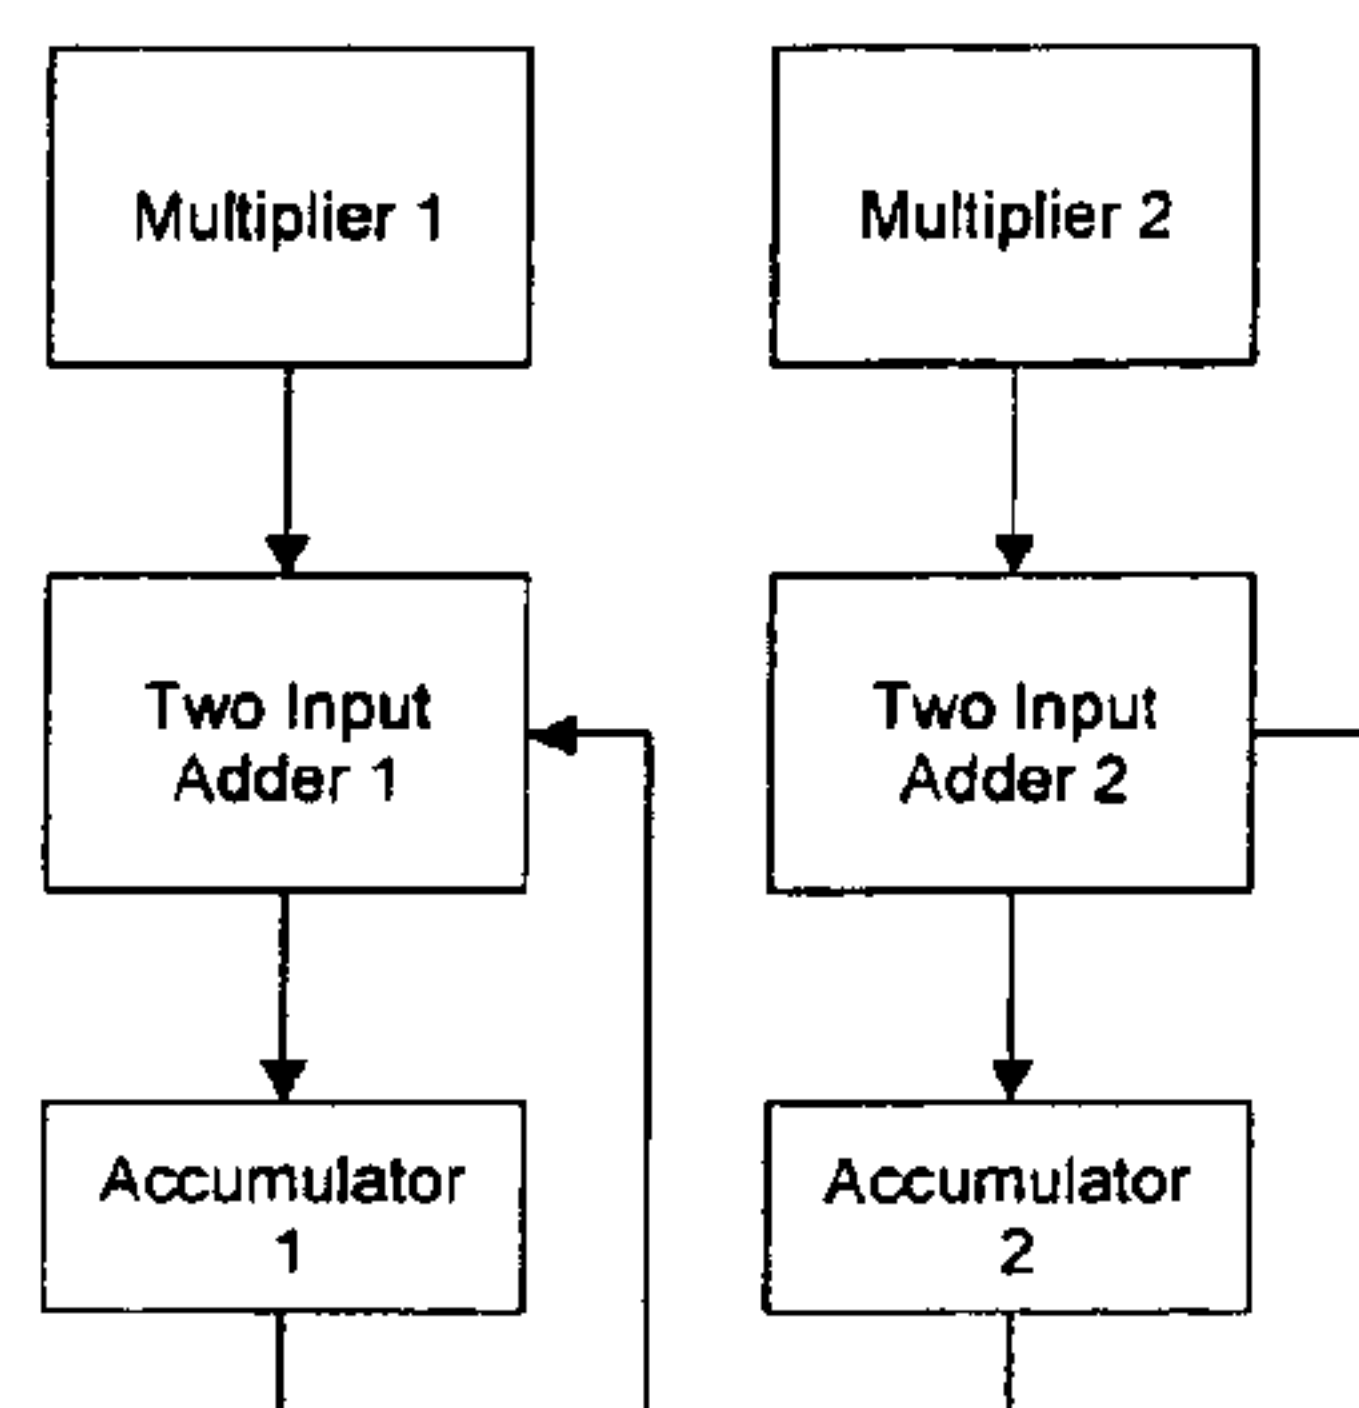 Multiplier 1
Multiplier 2
Two Input
Adder 1
Two Input
Adder 2
Accumulator
1
Accumulator
2